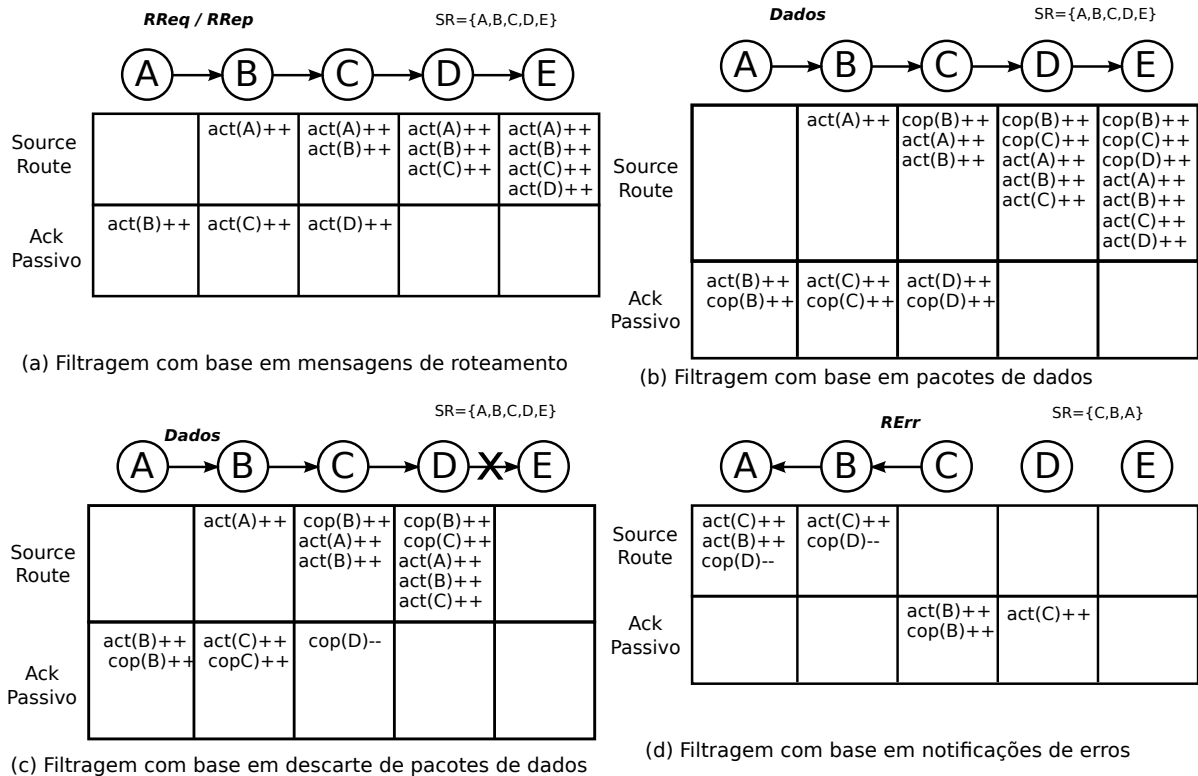 RReq / RRep
SR={A,B,C,D,E}
A
B
C
D
E
Source
Route
act(A)++
act(A)++
act(B)++
act(A)++
act(B)++
act(C)++
act(A)++
act(B)++
act(C)++
act(D)++
Ack
Passivo
act(B)++
act(C)++
act(D)++
(a) Filtragem com base em mensagens de roteamento
Dados
SR={A,B,C,D,E}
A
B
C
D
E
Source
Route
act(A)++
cop(B)++
act(A)++
act(B)++
cop(B)++
cop(C)++
act(A)++
act(B)++
act(C)++
cop(B)++
cop(C)++
cop(D)++
act(A)++
act(B)++
act(C)++
act(D)++
Ack
Passivo
act(B)++
cop(B)++
act(C)++
cop(C)++
act(D)++
cop(D)++
(b) Filtragem com base em pacotes de dados
SR={A,B,C,D,E}
Dados
A
B
C
D
X
E
Source
Route
act(A)++
cop(B)++
act(A)++
act(B)++
cop(B)++
cop(C)++
act(A)++
act(B)++
act(C)++
Ack
Passivo
act(B)++
cop(B)++
act(C)++
copC)++
cop(D)--
(c) Filtragem com base em descarte de pacotes de dados
SR={C,B,A}
RErr
A
B
C
D
E
Source
Route
act(C)++
act(B)++
cop(D)--
act(C)++
cop(D)--
Ack
Passivo
act(B)++
cop(B)++
act(C)++
(d) Filtragem com base em notificações de erros